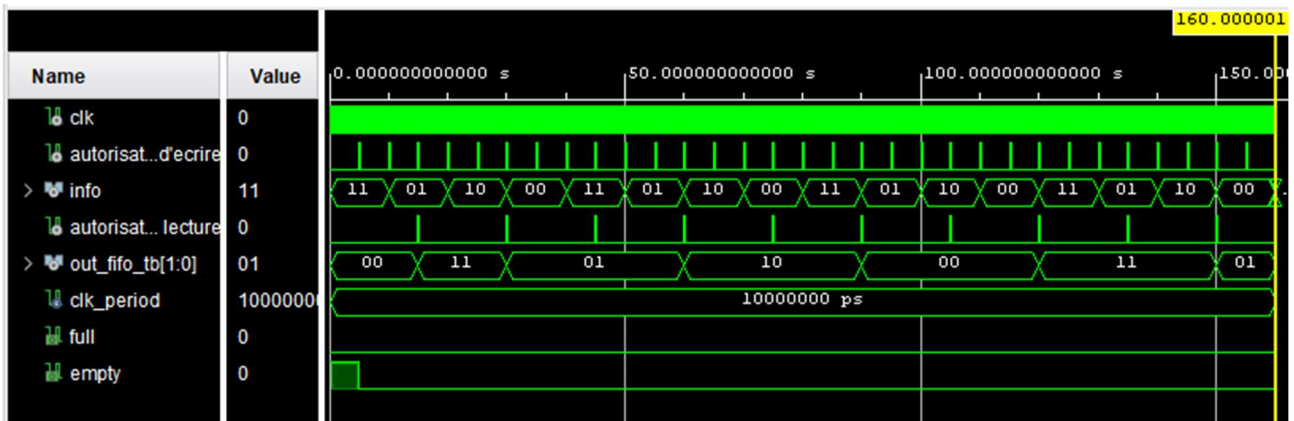 160.000001
Name Value 0.000000000000 s 50.000000000000 s 100.000000000000 s 150.00
clk 0
autorisat...d'ecrire 0
info 11 11 01 10 00 11 01 10 00 11 01 10 00 11 01 10 00
autorisat... lecture 0
out_fifo_tb[1:0] 01 00 11 01 10 00 11 01
clk_period 10000000 10000000 ps
full 0
empty 0